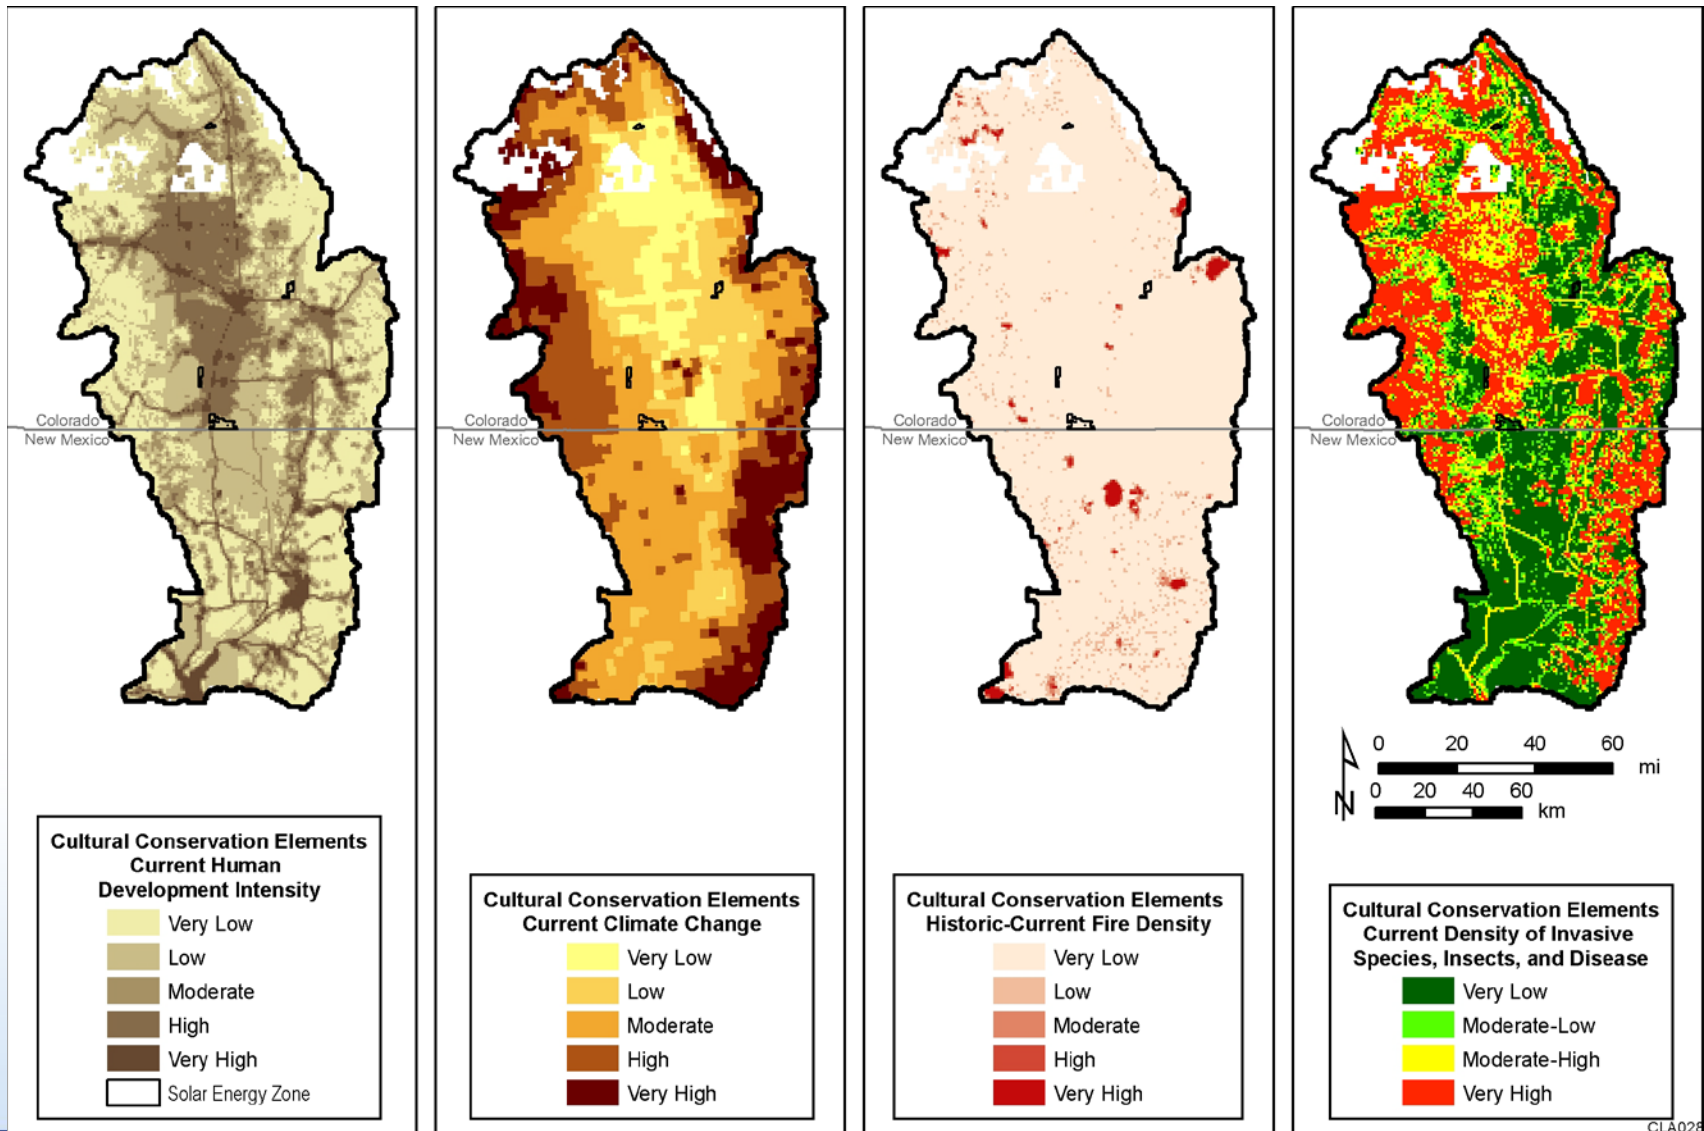 Colorado
New Mexico
Colorado
New Mexico
Colorado
New Mexico
Colorado
New Mexico
Cultural Conservation Elements
Current Human
Development Intensity
Very Low
Low
Moderate
High
Very High
Solar Energy Zone
Cultural Conservation Elements
Current Climate Change
Very Low
Low
Moderate
High
Very High
Cultural Conservation Elements
Historic-Current Fire Density
Very Low
Low
Moderate
High
Very High
0 20 40 60
mi
0 20 40 60
km
N
Cultural Conservation Elements
Current Density of Invasive
Species, Insects, and Disease
Very Low
Moderate-Low
Moderate-High
Very High
CLA028